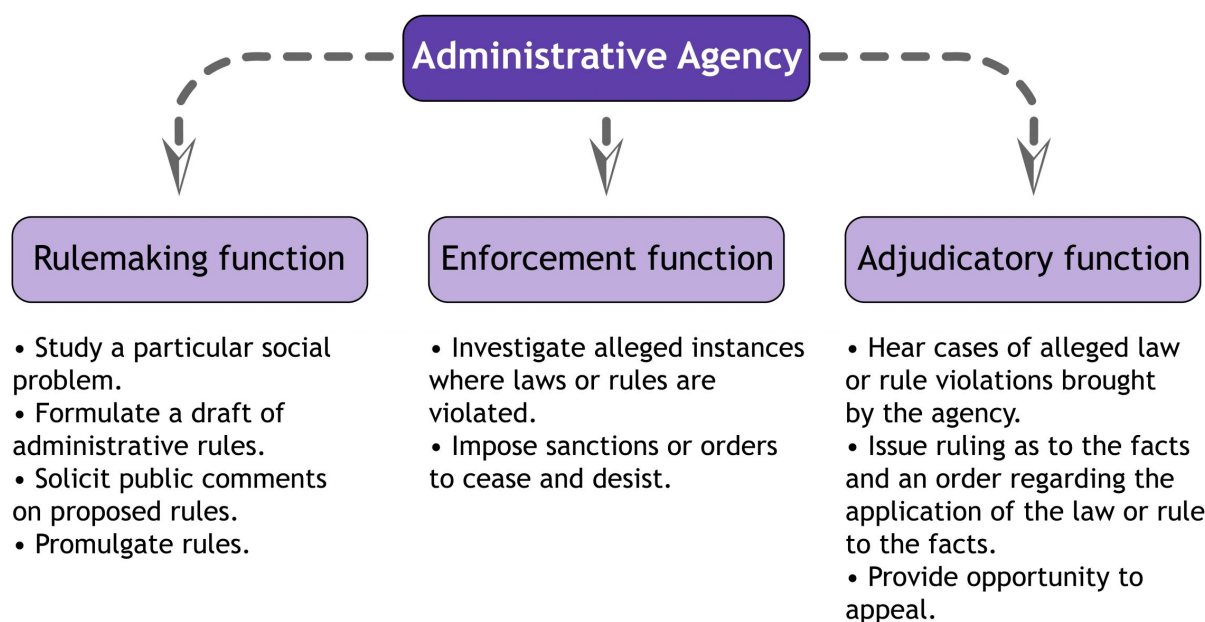 Administrative Agency
Rulemaking function
• Study a particular social
problem.
• Formulate a draft of
administrative rules.
• Solicit public comments
on proposed rules.
• Promulgate rules.
Enforcement function
• Investigate alleged instances
where laws or rules are
violated.
• Impose sanctions or orders
to cease and desist.
Adjudicatory function
• Hear cases of alleged law
or rule violations brought
by the agency.
• Issue ruling as to the facts
and an order regarding the
application of the law or rule
to the facts.
• Provide opportunity to
appeal.